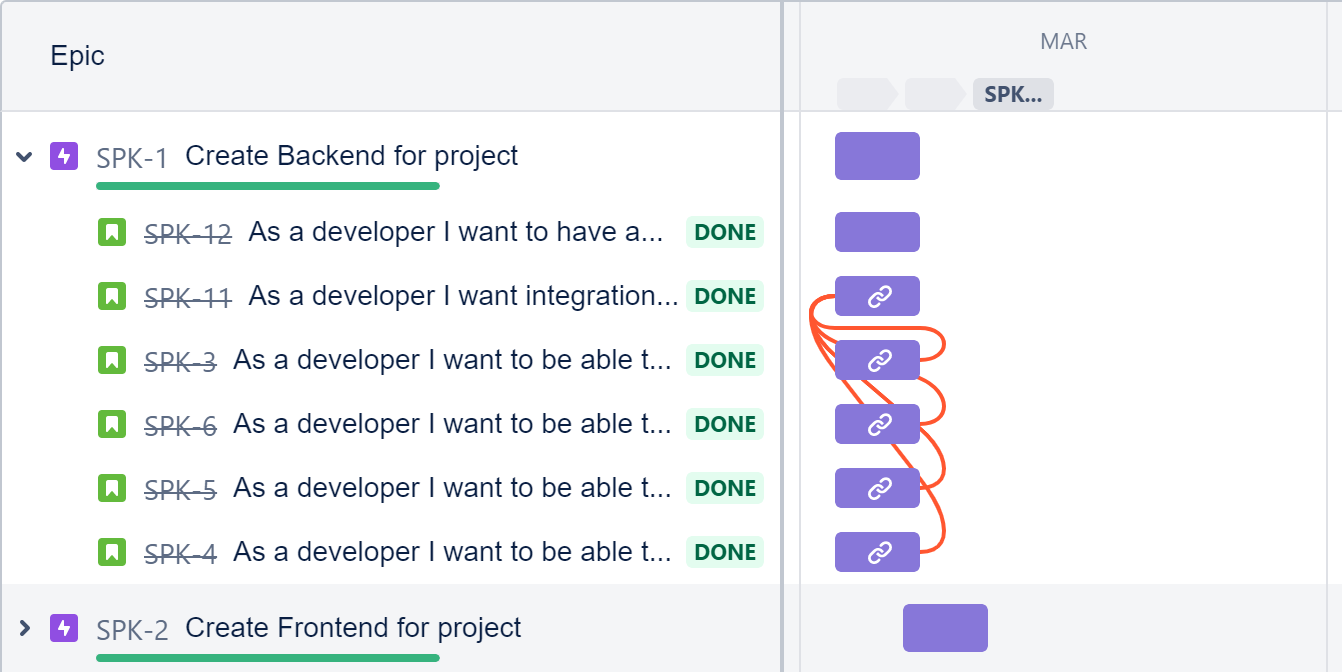 Epic
MAR
SPK...
SPK-1 Create Backend for project
SPK-12 As a developer I want to have a... DONE
SPK-11 As a developer I want integration... DONE
SPK-3 As a developer I want to be able t... DONE
SPK-6 As a developer I want to be able t... DONE
SPK-5 As a developer I want to be able t... DONE
SPK-4 As a developer I want to be able t... DONE
SPK-2 Create Frontend for project